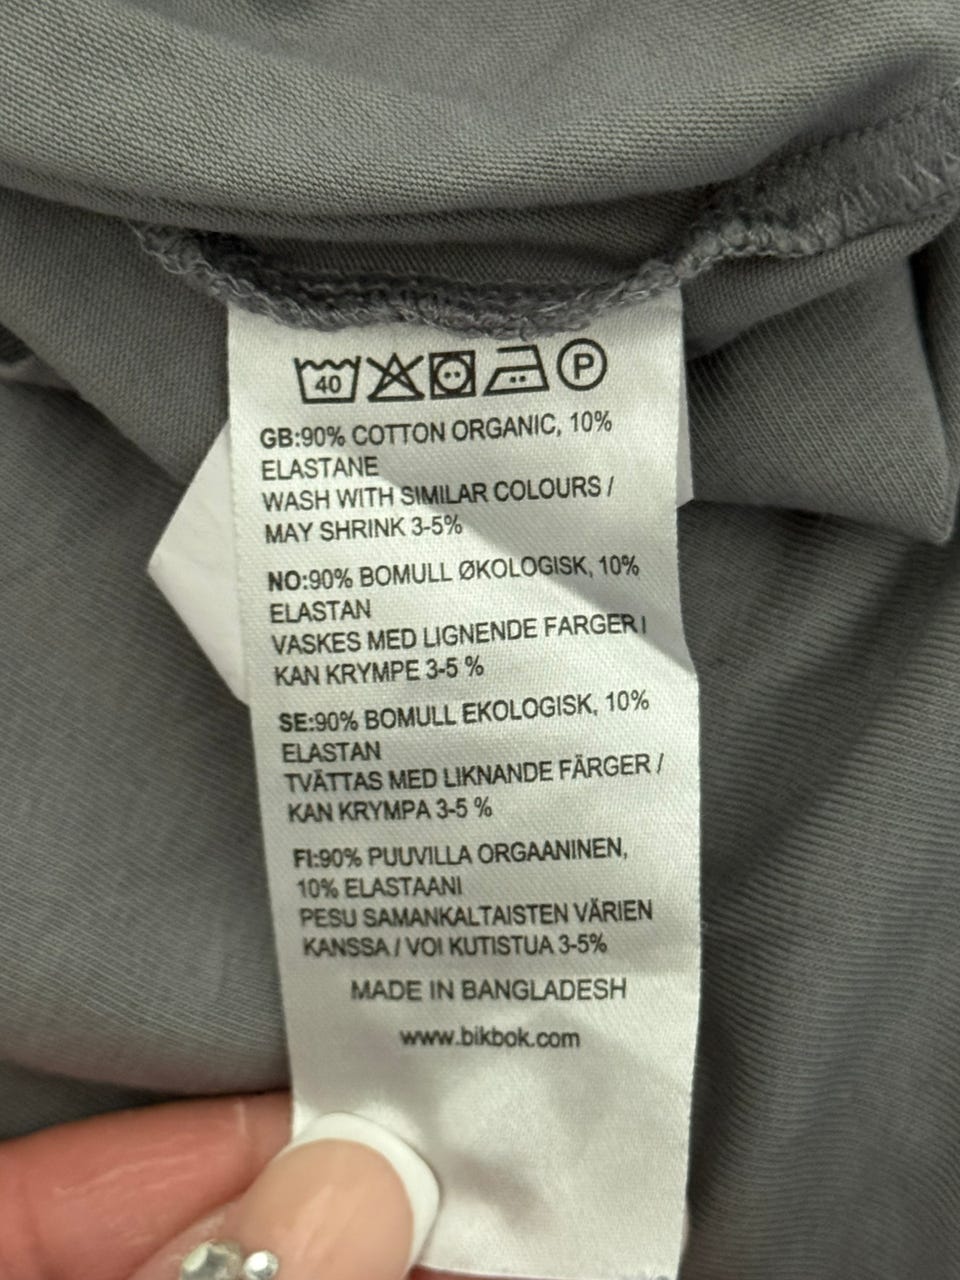 40 P
GB:90% COTTON ORGANIC, 10%
ELASTANE
WASH WITH SIMILAR COLOURS /
MAY SHRINK 3-5%
NO:90% BOMULL ØKOLOGISK, 10%
ELASTAN
VASKES MED LIGNENDE FARGER /
KAN KRYMPE 3-5 %
SE:90% BOMULL EKOLOGISK, 10%
ELASTAN
TVÄTTAS MED LIKNANDE FÄRGER /
KAN KRYMPA 3-5 %
FI:90% PUUVILLA ORGAANINEN,
10% ELASTAANI
PESU SAMANKALTAISTEN VÄRIEN
KANSSA / VOI KUTISTUA 3-5%
MADE IN BANGLADESH
www.bikbok.com